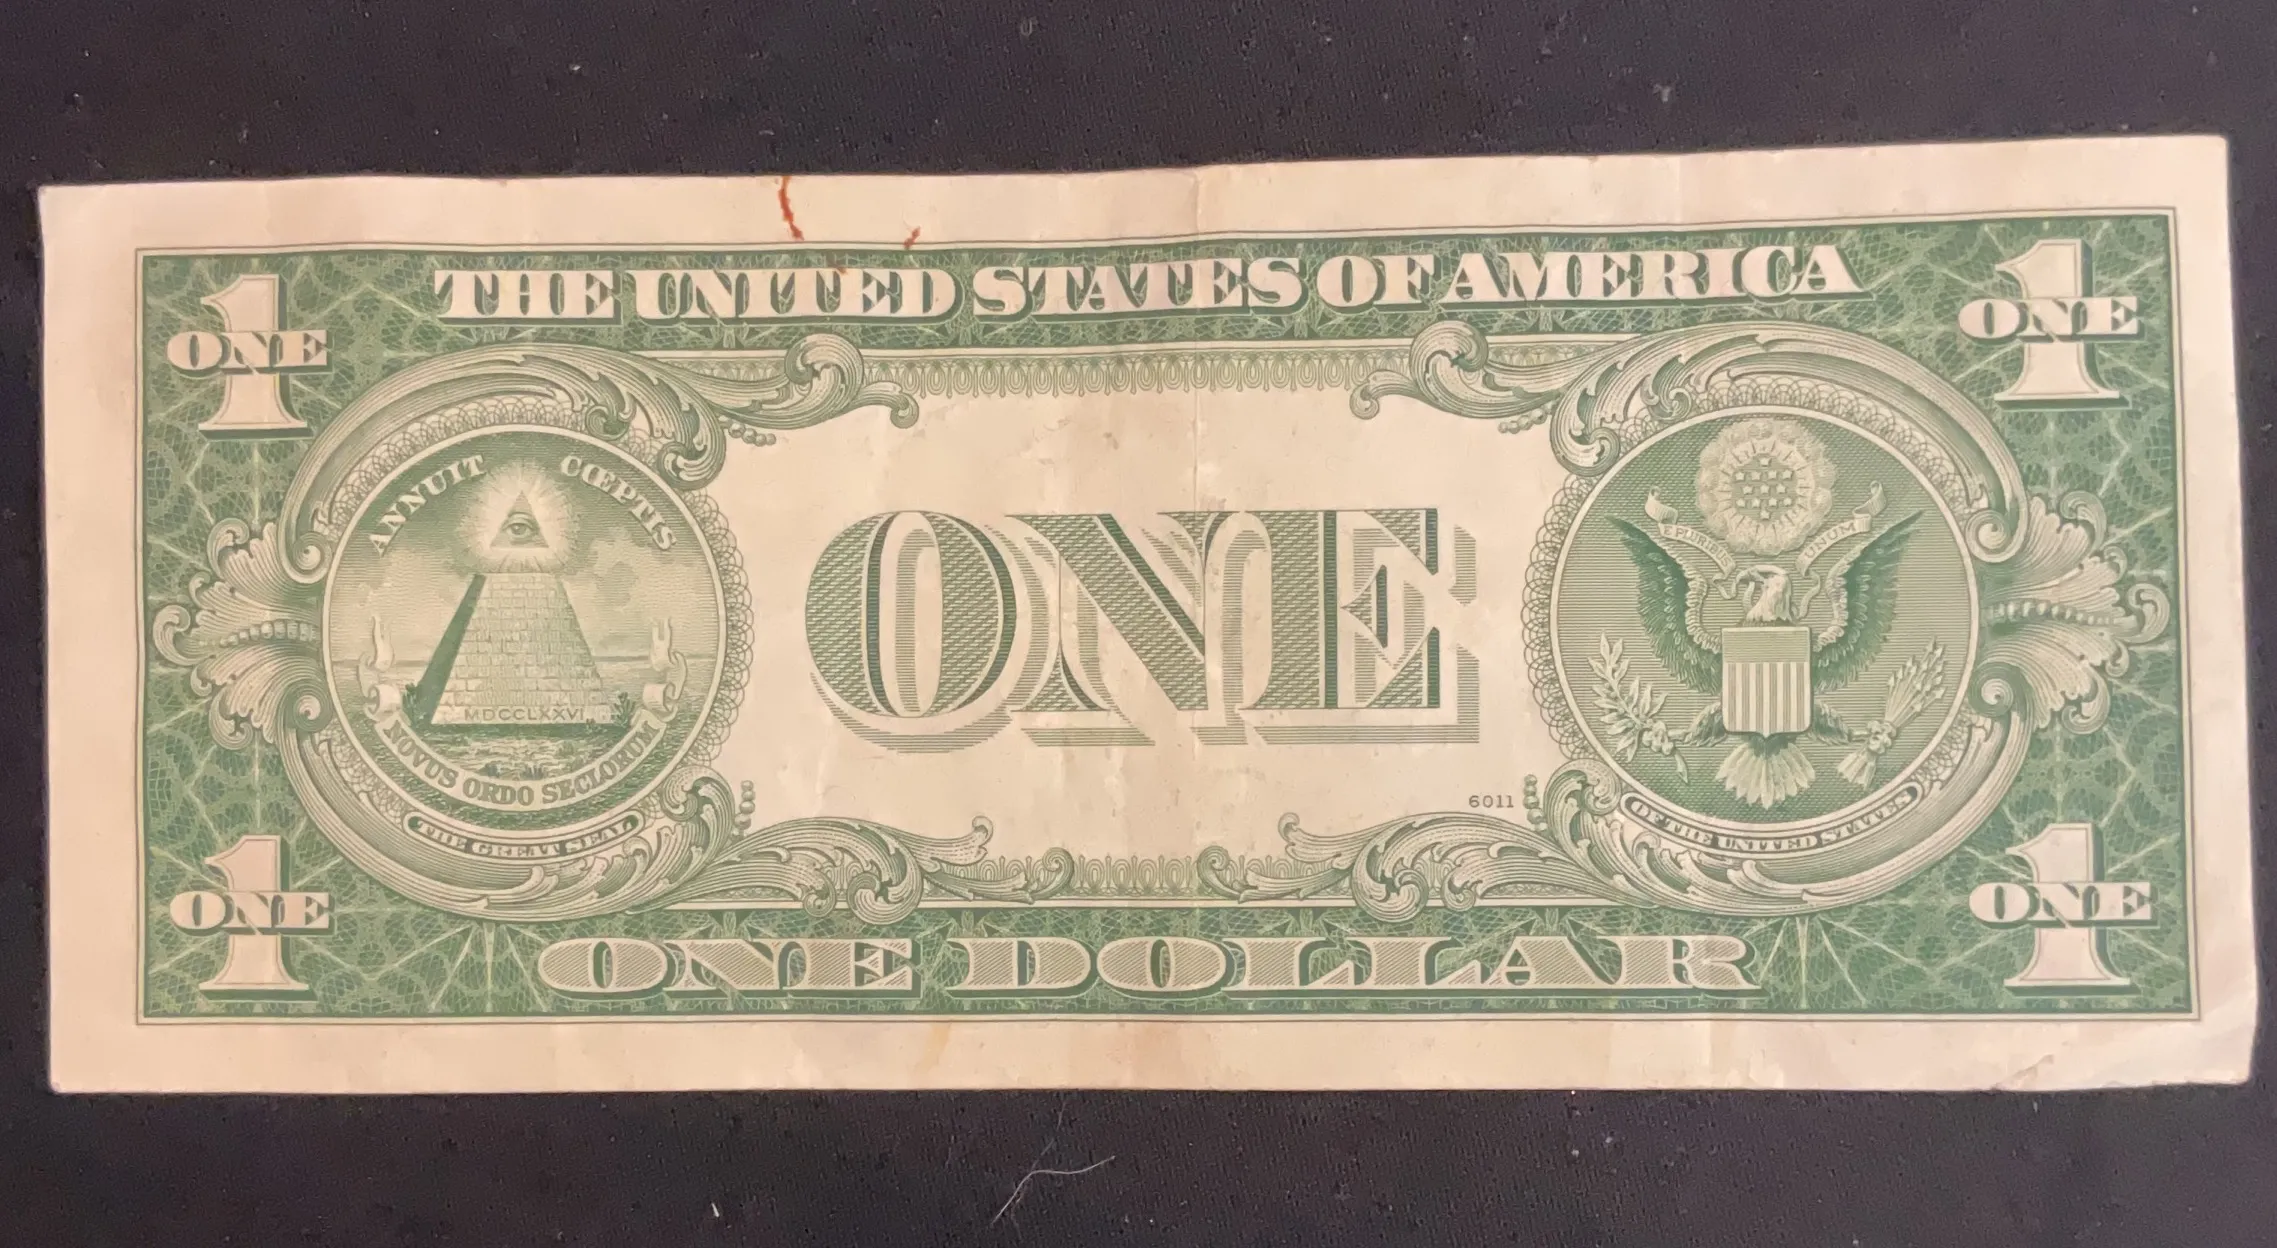 THE UNITED STATES OF AMERICA
1
ONE
1
ONE
ANNUIT CŒPTIS
MDCCLXXVI
NOVUS ORDO SECLORUM
THE GREAT SEAL
ONE
E PLURIBUS UNUM
OF THE UNITED STATES
6011
1
ONE
1
ONE
ONE DOLLAR